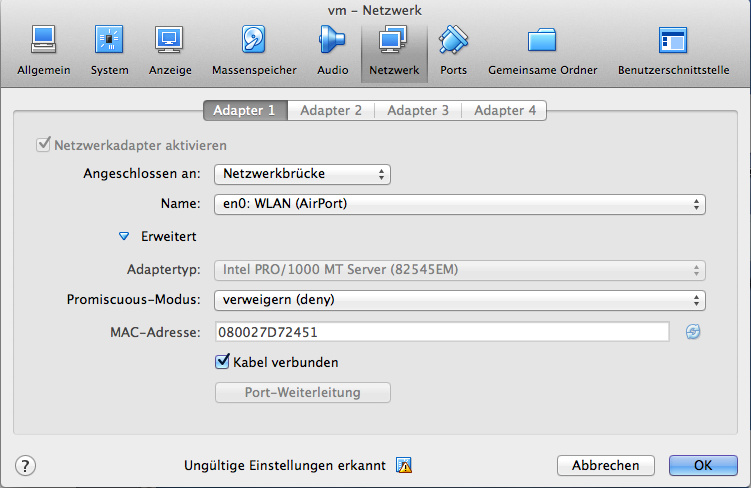 vm – Netzwerk
Allgemein System Anzeige Massenspeicher Audio Netzwerk Ports Gemeinsame Ordner Benutzerschnittstelle
Adapter 1 Adapter 2 Adapter 3 Adapter 4
Netzwerkadapter aktivieren
Angeschlossen an: Netzwerkbrücke
Name: en0: WLAN (AirPort)
Erweitert
Adaptertyp: Intel PRO/1000 MT Server (82545EM)
Promiscuous-Modus: verweigern (deny)
MAC-Adresse: 080027D72451
Kabel verbunden
Port-Weiterleitung
? Ungültige Einstellungen erkannt Abbrechen OK